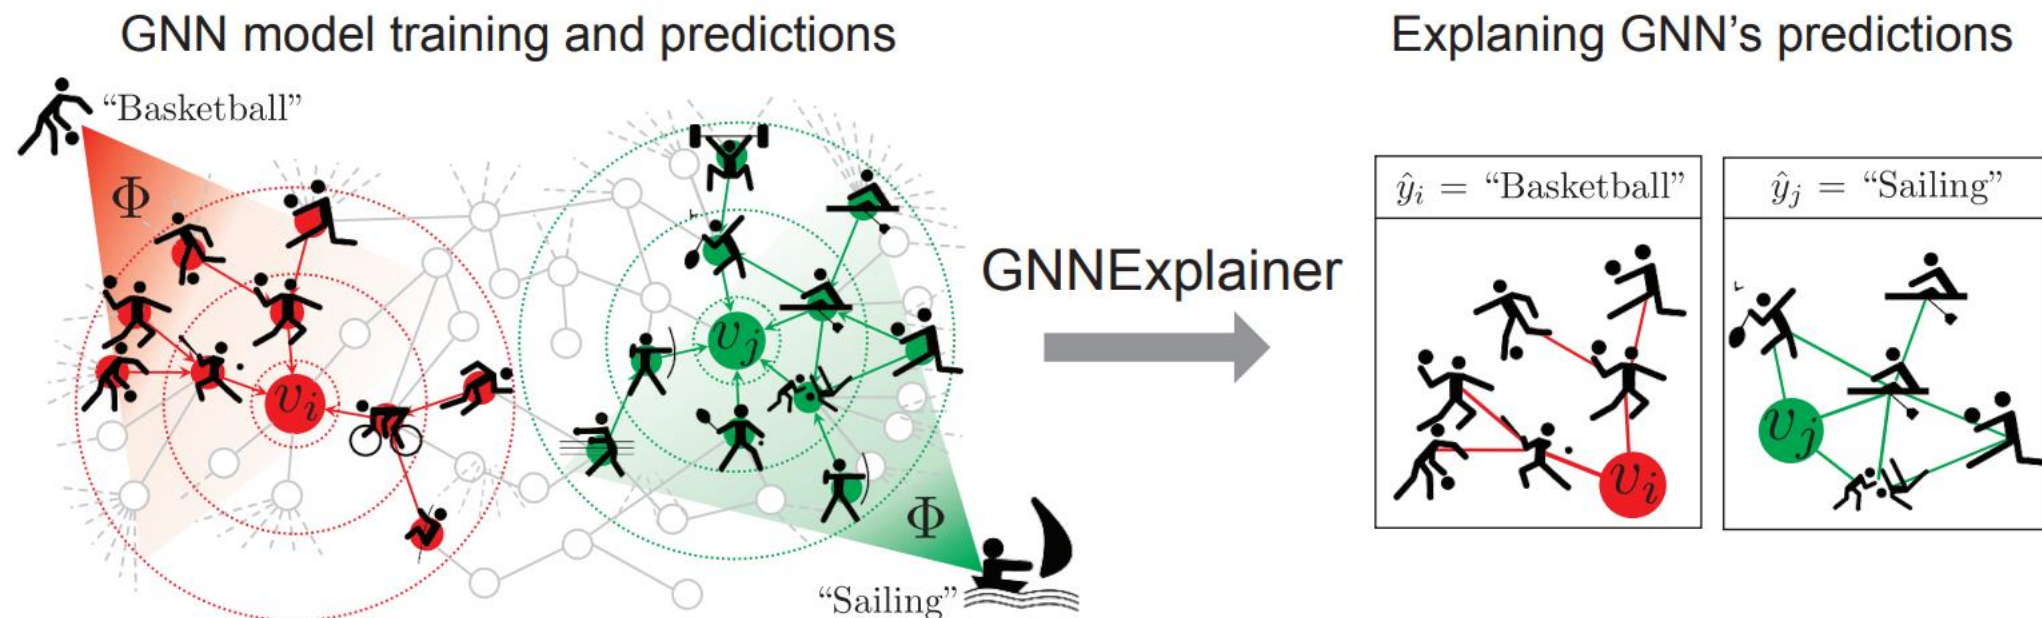 GNN model training and predictions
Explaning GNN's predictions
“Basketball”
Φ
v_i
v_j
Φ
“Sailing”
GNNExplainer
ŷ_i = “Basketball”
v_i
ŷ_j = “Sailing”
v_j